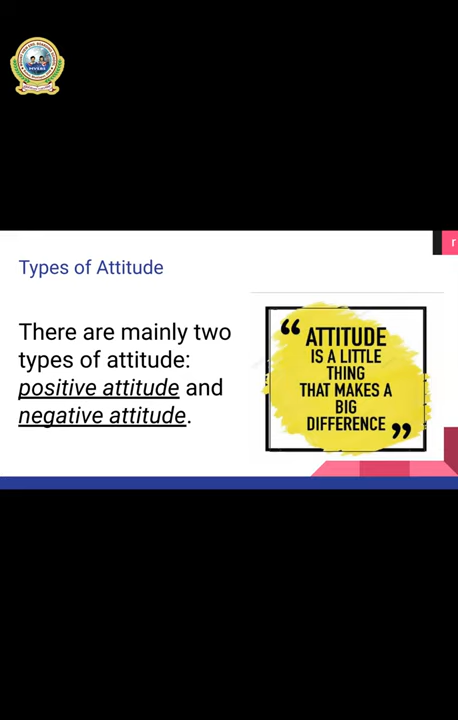 r
Types of Attitude
There are mainly two
types of attitude:
positive attitude and
negative attitude.
“ ATTITUDE
IS A LITTLE
THING
THAT MAKES A
BIG
DIFFERENCE ”